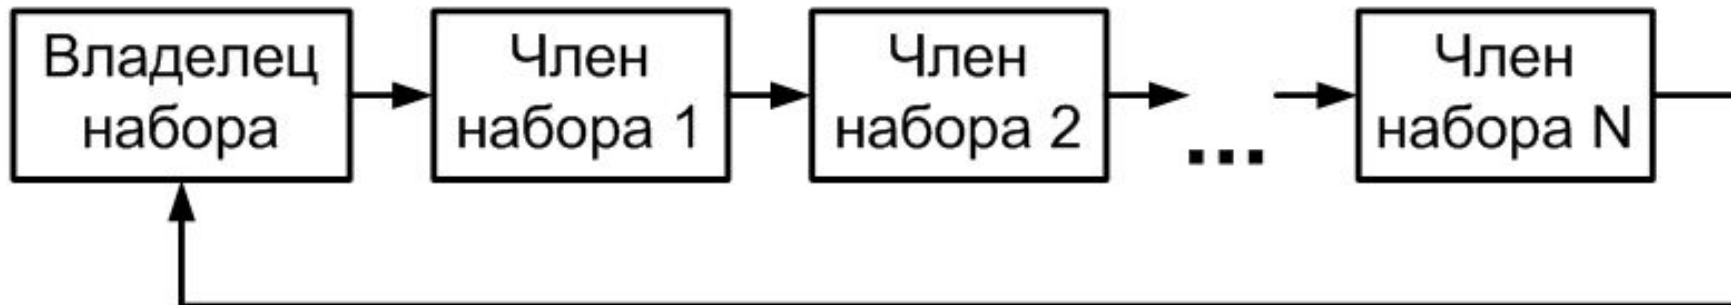 Владелец
набора
Член
набора 1
Член
набора 2
...
Член
набора N